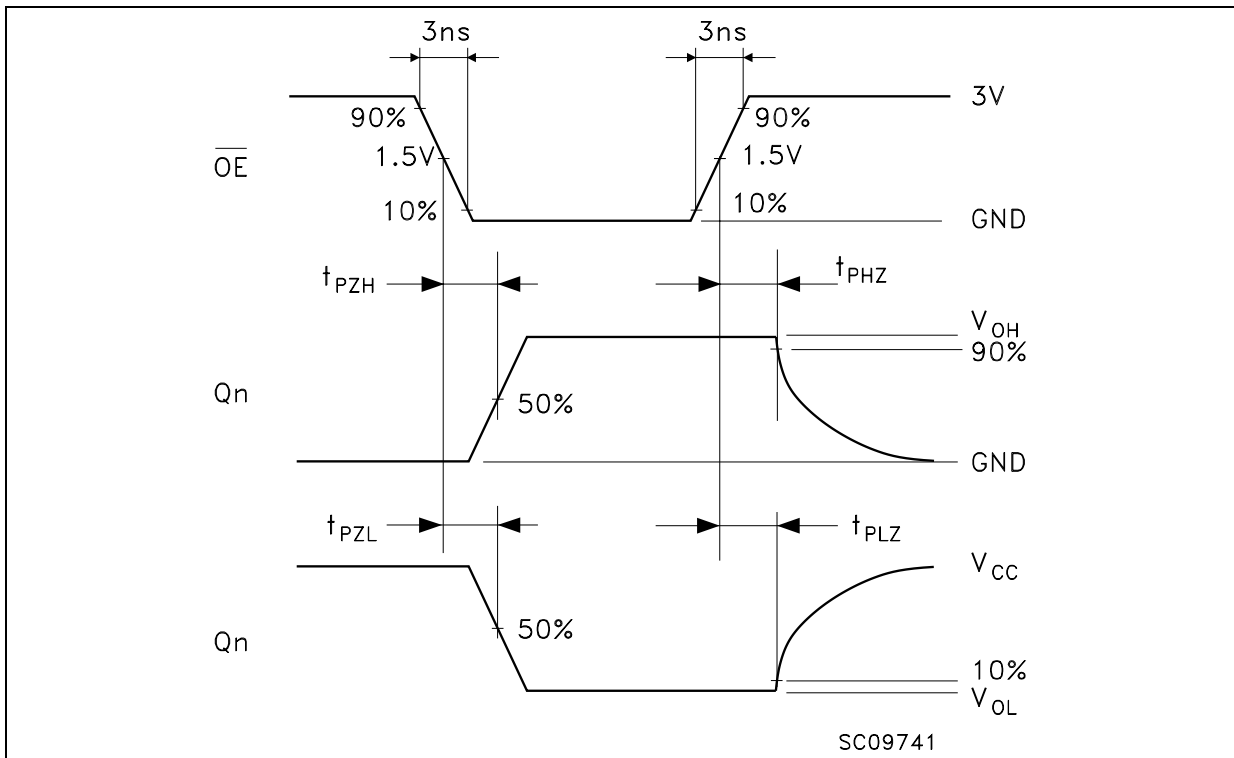 3ns 3ns
3V
90% 90%
1.5V 1.5V
OE
10% 10%
GND
tPZH tPHZ
VOH
90%
Qn
50%
GND
tPZL tPLZ
VCC
50%
Qn
10%
VOL
SC09741